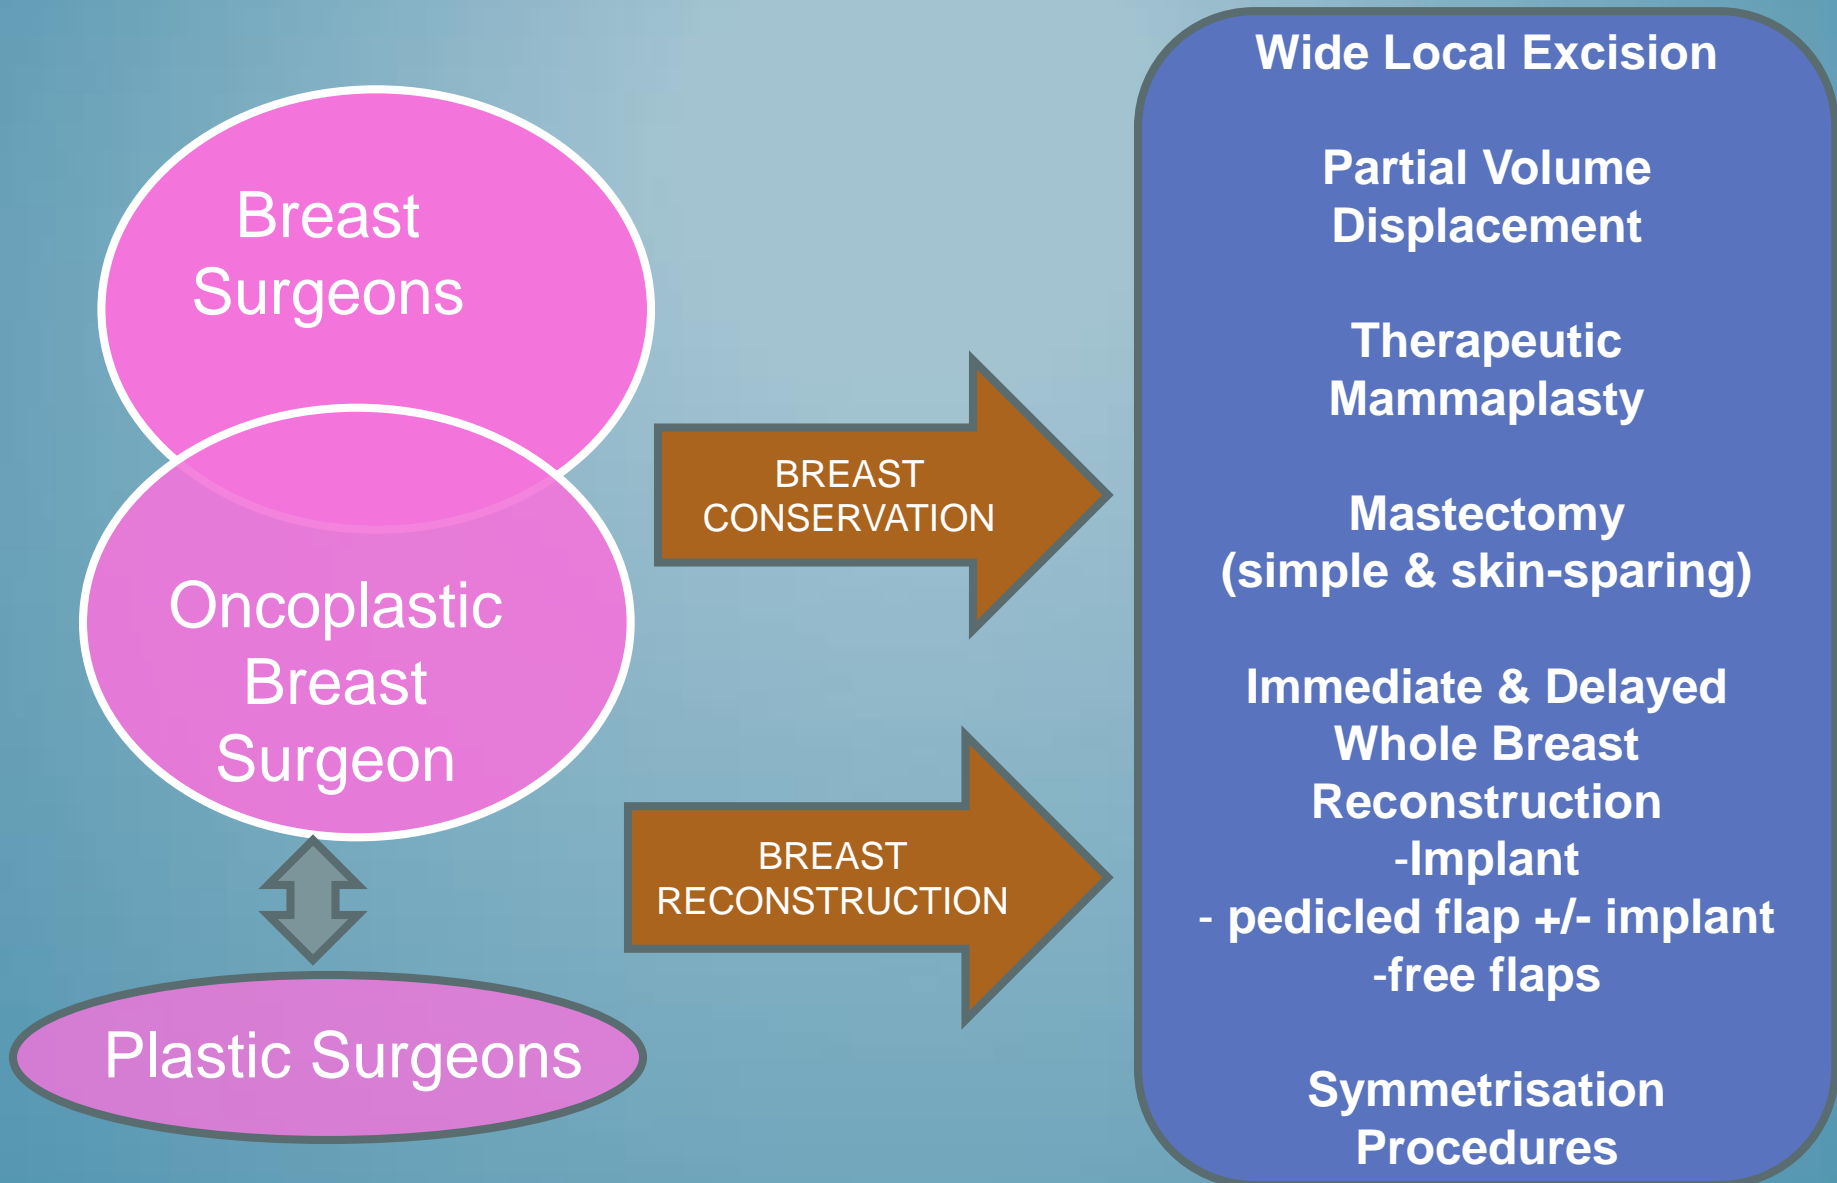 Breast
Surgeons
Oncoplastic
Breast
Surgeon
Plastic Surgeons
BREAST
CONSERVATION
BREAST
RECONSTRUCTION
Wide Local Excision
Partial Volume
Displacement
Therapeutic
Mammaplasty
Mastectomy
(simple & skin-sparing)
Immediate & Delayed
Whole Breast
Reconstruction
-Implant
- pedicled flap +/- implant
-free flaps
Symmetrisation
Procedures